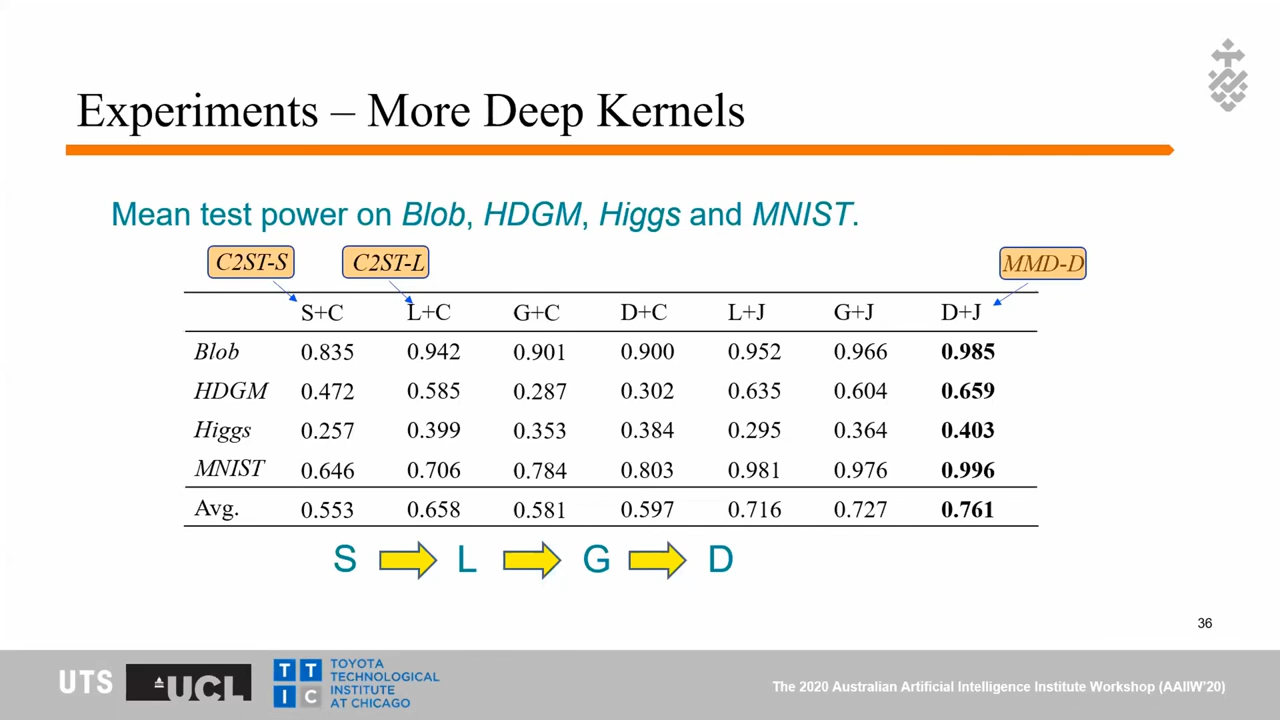 Experiments – More Deep Kernels
Mean test power on Blob, HDGM, Higgs and MNIST.
C2ST-S C2ST-L MMD-D
S+C L+C G+C D+C L+J G+J D+J
Blob 0.835 0.942 0.901 0.900 0.952 0.966 0.985
HDGM 0.472 0.585 0.287 0.302 0.635 0.604 0.659
Higgs 0.257 0.399 0.353 0.384 0.295 0.364 0.403
MNIST 0.646 0.706 0.784 0.803 0.981 0.976 0.996
Avg. 0.553 0.658 0.581 0.597 0.716 0.727 0.761
S L G D
36
UTS
UCL
TTIC
TOYOTA
TECHNOLOGICAL
INSTITUTE
AT CHICAGO
The 2020 Australian Artificial Intelligence Institute Workshop (AAIIW'20)